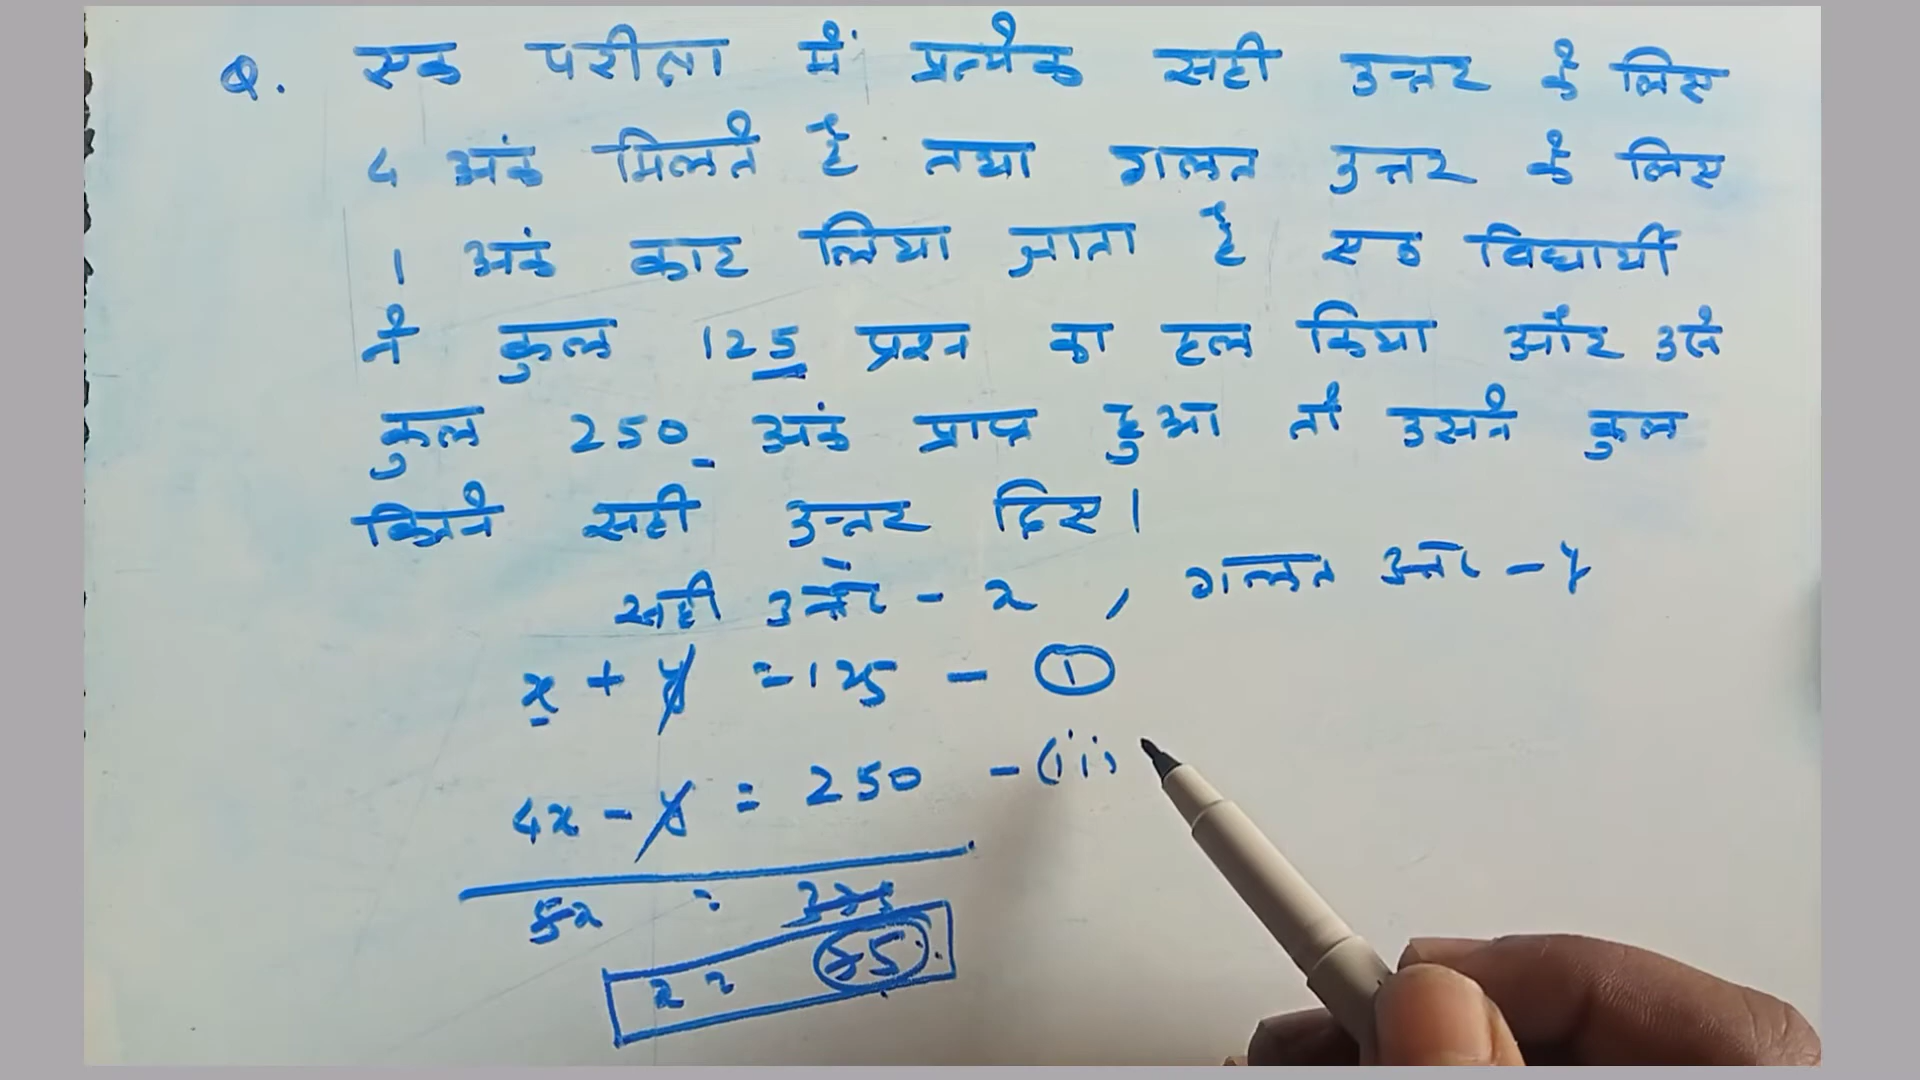 Q. एक परीक्षा में प्रत्येक सही उत्तर के लिए
4 अंक मिलते है तथा गलत उत्तर के लिए
1 अंक काट लिया जाता है एक विद्यार्थी
ने कुल 125 प्रश्न का हल किया और उसे
कुल 250 अंक प्राप्त हुआ तो उसने कुल
कितने सही उत्तर दिए।
सही उत्तर - x , गलत उत्तर - y
x + y = 125 - ①
4x - y = 250 - (ii)
5x = 375
x = 75